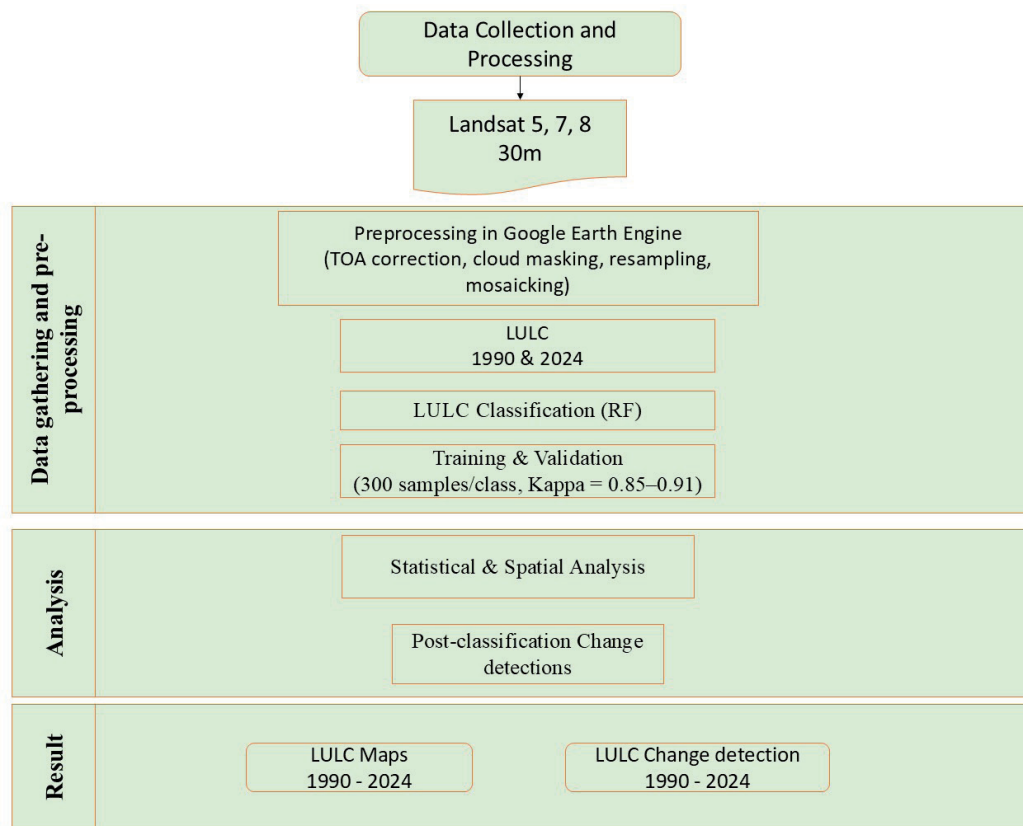 Data Collection and
Processing
Landsat 5, 7, 8
30m
Data gathering and pre-
processing
Preprocessing in Google Earth Engine
(TOA correction, cloud masking, resampling,
mosaicking)
LULC
1990 & 2024
LULC Classification (RF)
Training & Validation
(300 samples/class, Kappa = 0.85–0.91)
Analysis
Statistical & Spatial Analysis
Post-classification Change
detections
Result
LULC Maps
1990 - 2024
LULC Change detection
1990 - 2024